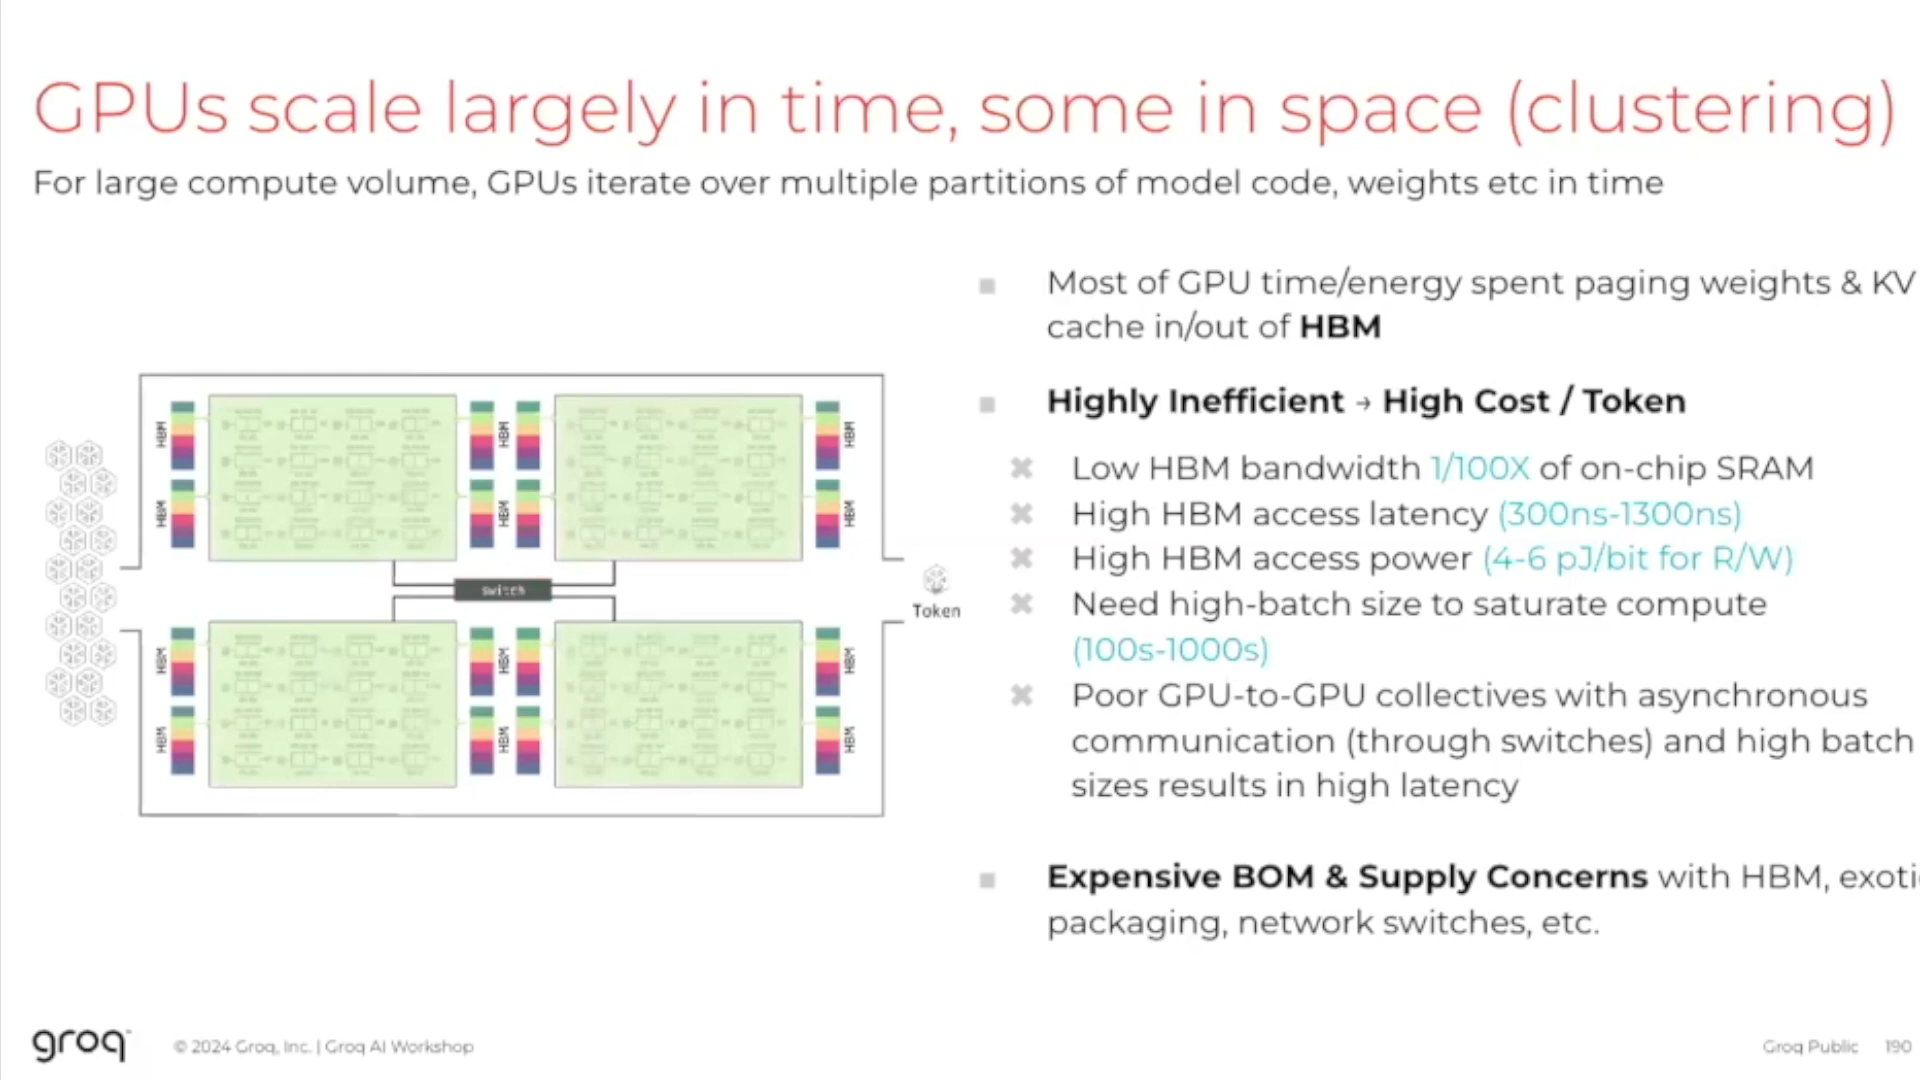 GPUs scale largely in time, some in space (clustering)
For large compute volume, GPUs iterate over multiple partitions of model code, weights etc in time
HBM
HBM
HBM
HBM
HBM
HBM
switch
Token
HBM
HBM
HBM
HBM
HBM
HBM
Most of GPU time/energy spent paging weights & KV
cache in/out of HBM
Highly Inefficient → High Cost / Token
Low HBM bandwidth 1/100X of on-chip SRAM
High HBM access latency (300ns-1300ns)
High HBM access power (4-6 pJ/bit for R/W)
Need high-batch size to saturate compute
(100s-1000s)
Poor GPU-to-GPU collectives with asynchronous
communication (through switches) and high batch
sizes results in high latency
Expensive BOM & Supply Concerns with HBM, exoti
packaging, network switches, etc.
groq
© 2024 Groq, Inc. | Groq AI Workshop
Groq Public 190